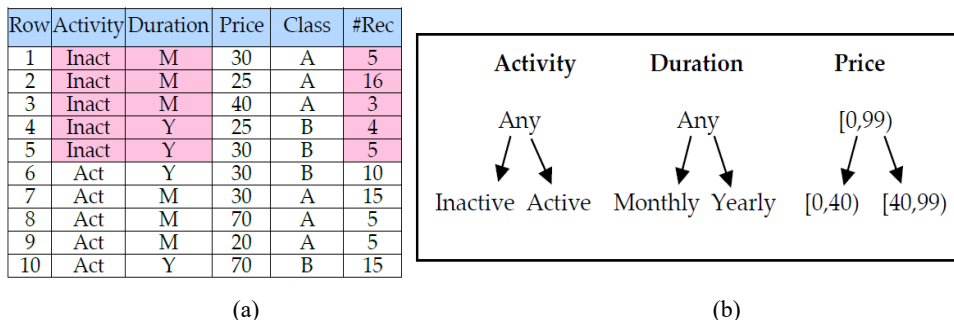 Row Activity Duration Price Class #Rec
1 Inact M 30 A 5
2 Inact M 25 A 16
3 Inact M 40 A 3
4 Inact Y 25 B 4
5 Inact Y 30 B 5
6 Act Y 30 B 10
7 Act M 30 A 15
8 Act M 70 A 5
9 Act M 20 A 5
10 Act Y 70 B 15
(a)
Activity Duration Price
Any Any [0,99)
Inactive Active Monthly Yearly [0,40) [40,99)
(b)